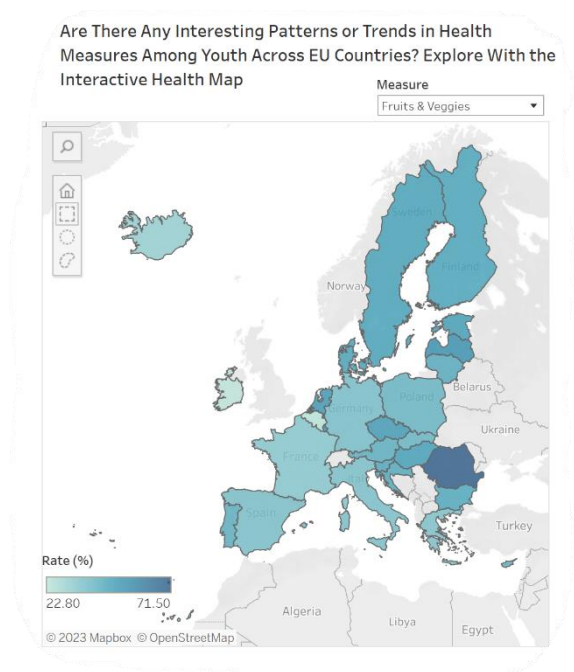 Are There Any Interesting Patterns or Trends in Health
Measures Among Youth Across EU Countries? Explore With the
Interactive Health Map
Measure
Fruits & Veggies
Sweden
Finland
Norway
Belarus
Poland
Germany
Ukraine
France
Italy
Spain
Turkey
Rate (%)
22.80 71.50
Algeria
Libya
Egypt
© 2023 Mapbox © OpenStreetMap